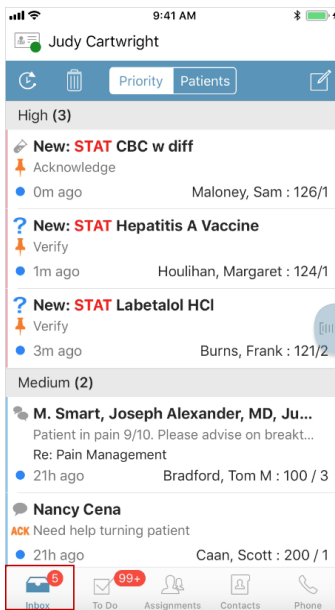 9:41 AM
Judy Cartwright
Priority Patients
High (3)
New: STAT CBC w diff
Acknowledge
0m ago Maloney, Sam : 126/1
? New: STAT Hepatitis A Vaccine
Verify
1m ago Houlihan, Margaret : 124/1
? New: STAT Labetalol HCl
Verify
3m ago Burns, Frank : 121/2
Medium (2)
M. Smart, Joseph Alexander, MD, Ju...
Patient in pain 9/10. Please advise on breakt...
Re: Pain Management
21h ago Bradford, Tom M : 100 / 3
Nancy Cena
ACK Need help turning patient
21h ago Caan, Scott : 200 / 1
5 99+
Inbox To Do Assignments Contacts Phone